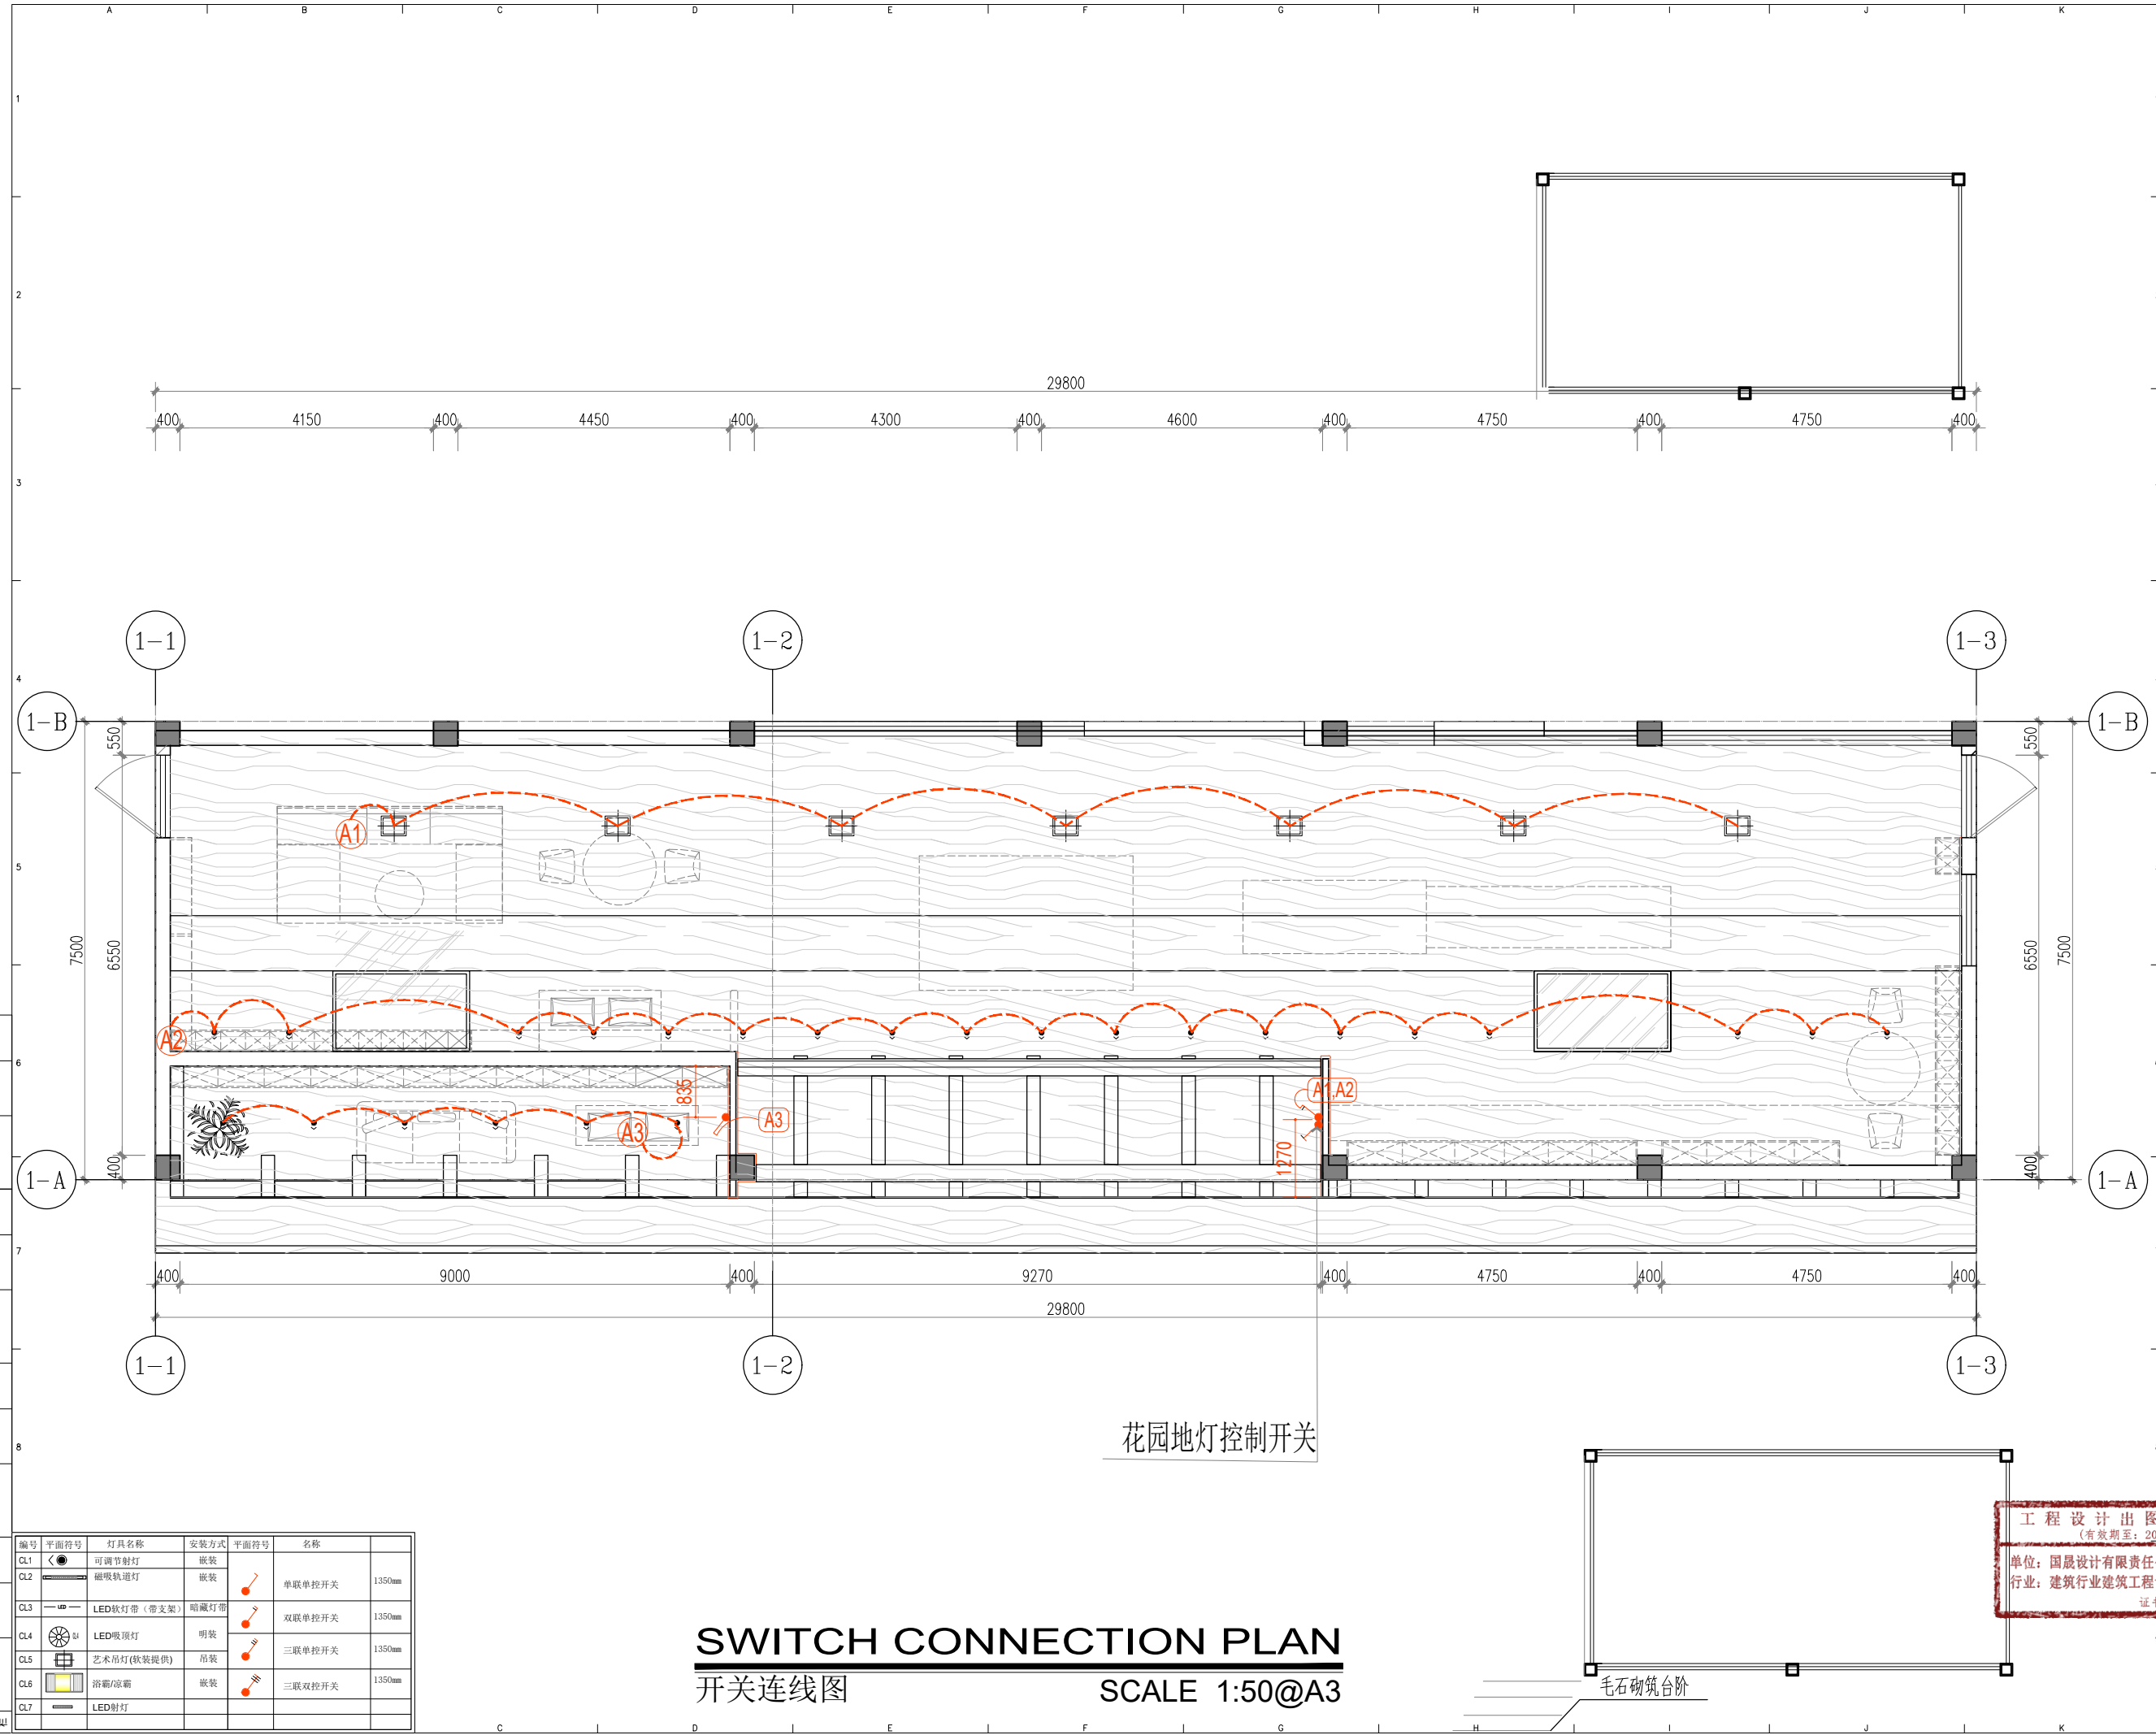 A B C D E F G H I J K
1
2
29800
400 4150 400 4450 400 4300 400 4600 400 4750 400 4750 400
3
1-1 1-2 1-3
4
1-B 1-B
550 550
A1
5
7500 6550 6550 7500
A2
6
835
A3 A3 A1,A2
1270
400 400
1-A 1-A
7
400 9000 400 9270 400 4750 400 4750 400
29800
1-1 1-2 1-3
花园地灯控制开关
8
工程设计出图
(有效期至: 20
单位: 国晟设计有限责任
行业: 建筑行业建筑工程
证书
编号 平面符号 灯具名称 安装方式 平面符号 名称
CL1 可调节射灯 嵌装
CL2 磁吸轨道灯 嵌装 单联单控开关 1350mm
CL3 LED LED软灯带（带支架） 暗藏灯带 双联单控开关 1350mm
CL4 LED吸顶灯 明装 三联单控开关 1350mm
CL5 艺术吊灯(软装提供) 吊装
CL6 浴霸/凉霸 嵌装 三联双控开关 1350mm
CL7 LED射灯
SWITCH CONNECTION PLAN
开关连线图 SCALE 1:50@A3
毛石砌筑台阶
C D E F G H I J K